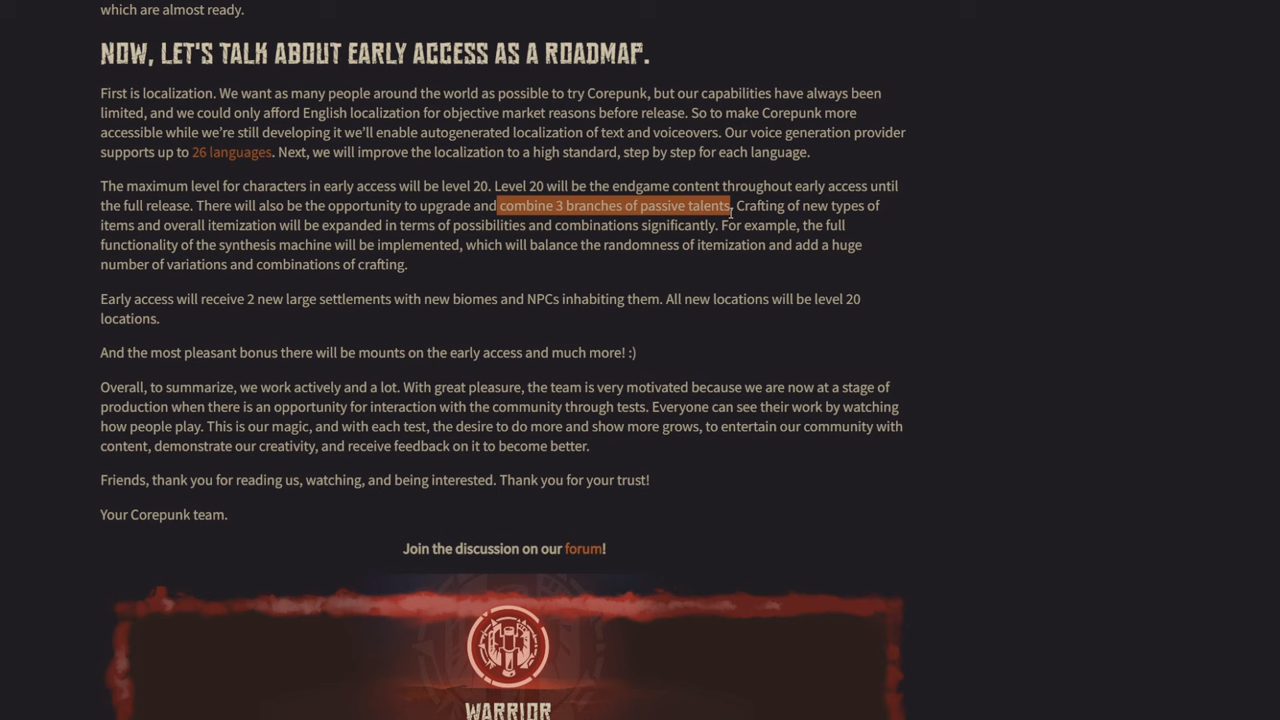 which are almost ready.
NOW, LET'S TALK ABOUT EARLY ACCESS AS A ROADMAP.
First is localization. We want as many people around the world as possible to try Corepunk, but our capabilities have always been
limited, and we could only afford English localization for objective market reasons before release. So to make Corepunk more
accessible while we're still developing it we'll enable autogenerated localization of text and voiceovers. Our voice generation provider
supports up to 26 languages. Next, we will improve the localization to a high standard, step by step for each language.
The maximum level for characters in early access will be level 20. Level 20 will be the endgame content throughout early access until
the full release. There will also be the opportunity to upgrade and combine 3 branches of passive talents. Crafting of new types of
items and overall itemization will be expanded in terms of possibilities and combinations significantly. For example, the full
functionality of the synthesis machine will be implemented, which will balance the randomness of itemization and add a huge
number of variations and combinations of crafting.
Early access will receive 2 new large settlements with new biomes and NPCs inhabiting them. All new locations will be level 20
locations.
And the most pleasant bonus there will be mounts on the early access and much more! :)
Overall, to summarize, we work actively and a lot. With great pleasure, the team is very motivated because we are now at a stage of
production when there is an opportunity for interaction with the community through tests. Everyone can see their work by watching
how people play. This is our magic, and with each test, the desire to do more and show more grows, to entertain our community with
content, demonstrate our creativity, and receive feedback on it to become better.
Friends, thank you for reading us, watching, and being interested. Thank you for your trust!
Your Corepunk team.
Join the discussion on our forum!
WARRIOR